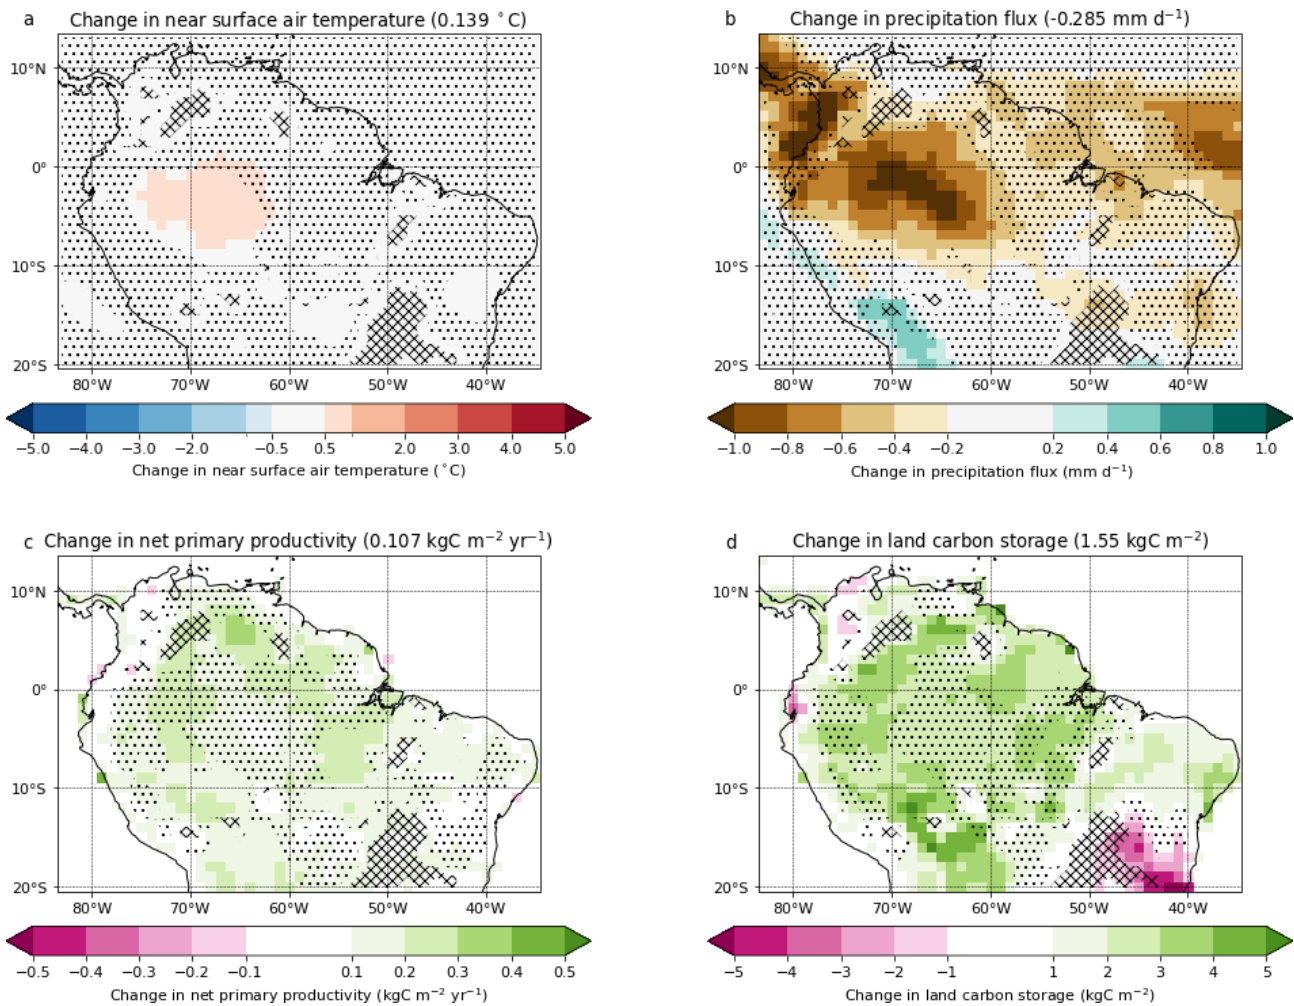 a Change in near surface air temperature (0.139 °C)
10°N
0°
10°S
20°S
80°W 70°W 60°W 50°W 40°W
−5.0 −4.0 −3.0 −2.0 −0.5 0.5 2.0 3.0 4.0 5.0
Change in near surface air temperature (°C)
b Change in precipitation flux (-0.285 mm d⁻¹)
10°N
0°
10°S
20°S
80°W 70°W 60°W 50°W 40°W
−1.0 −0.8 −0.6 −0.4 −0.2 0.2 0.4 0.6 0.8 1.0
Change in precipitation flux (mm d⁻¹)
c Change in net primary productivity (0.107 kgC m⁻² yr⁻¹)
10°N
0°
10°S
20°S
80°W 70°W 60°W 50°W 40°W
−0.5 −0.4 −0.3 −0.2 −0.1 0.1 0.2 0.3 0.4 0.5
Change in net primary productivity (kgC m⁻² yr⁻¹)
d Change in land carbon storage (1.55 kgC m⁻²)
10°N
0°
10°S
20°S
80°W 70°W 60°W 50°W 40°W
−5 −4 −3 −2 −1 1 2 3 4 5
Change in land carbon storage (kgC m⁻²)